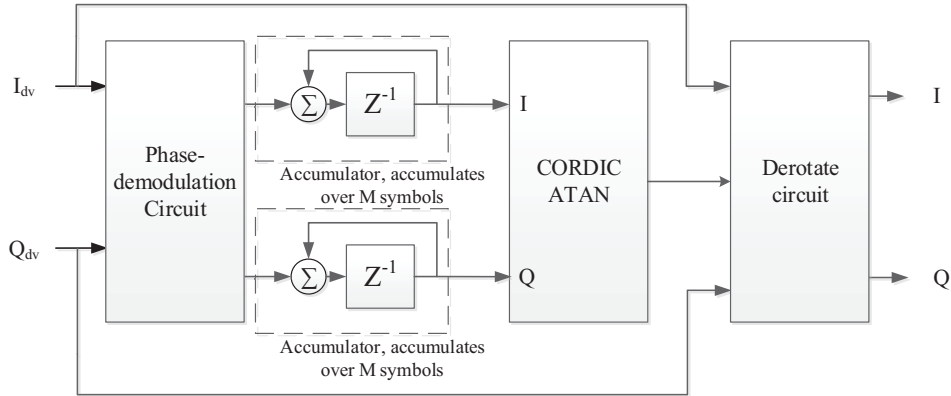 I_dv
Q_dv
Phase-
demodulation
Circuit
Σ
Z⁻¹
Accumulator, accumulates
over M symbols
Σ
Z⁻¹
Accumulator, accumulates
over M symbols
I
CORDIC
ATAN
Q
Derotate
circuit
I
Q